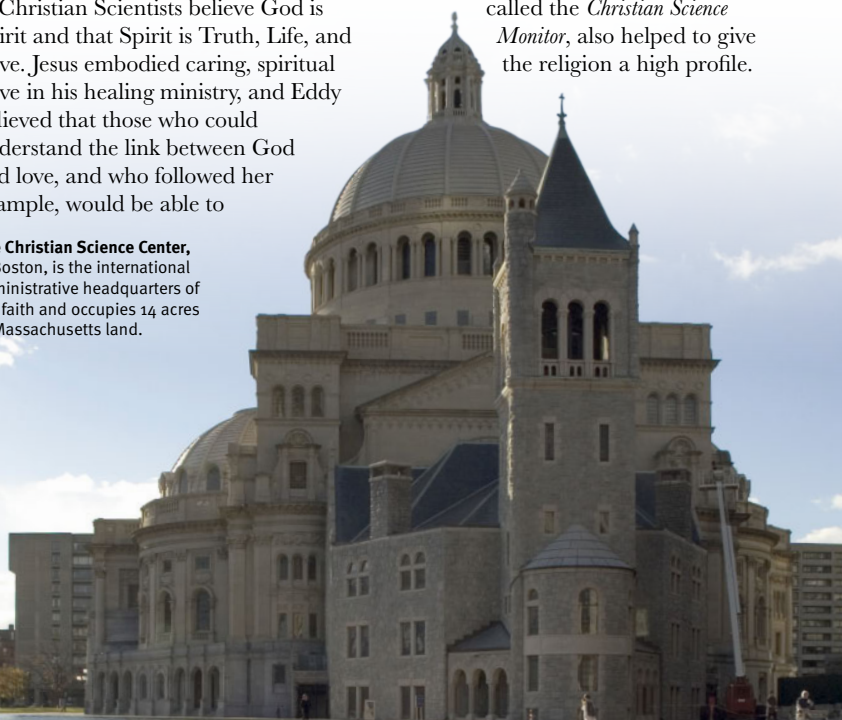 Christian Scientists believe God is
irit and that Spirit is Truth, Life, and
ve. Jesus embodied caring, spiritual
ve in his healing ministry, and Eddy
lieved that those who could
derstand the link between God
d love, and who followed her
ample, would be able to
called the Christian Science
Monitor, also helped to give
the religion a high profile.
Christian Science Center,
Boston, is the international
ministrative headquarters of
faith and occupies 14 acres
Massachusetts land.